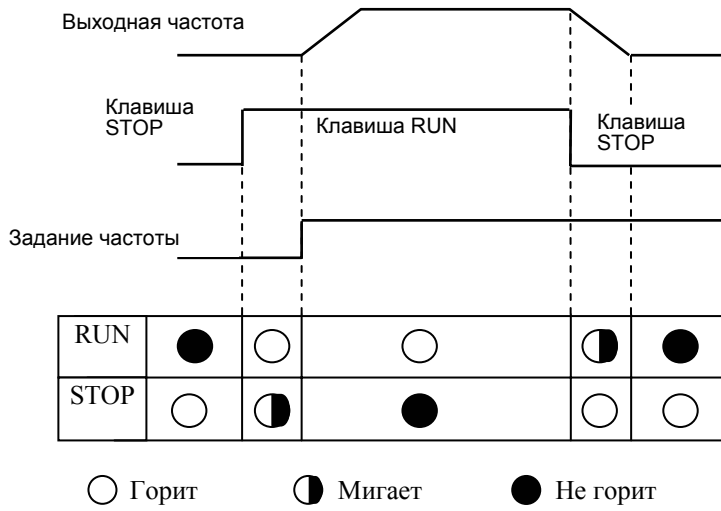 Выходная частота
Клавиша
STOP
Клавиша RUN
Клавиша
STOP
Задание частоты
RUN
STOP
Горит
Мигает
Не горит